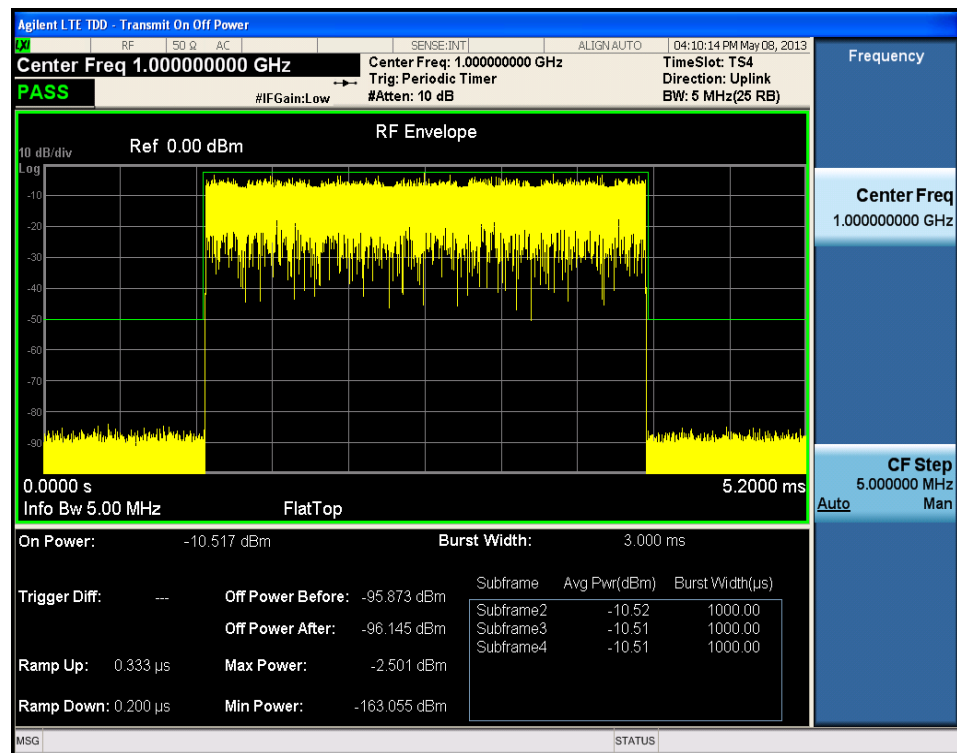 Agilent LTE TDD - Transmit On Off Power
LXI RF 50 Ω AC SENSE:INT ALIGN AUTO 04:10:14 PM May 08, 2013
Center Freq 1.000000000 GHz
Center Freq: 1.000000000 GHz
TimeSlot: TS4
Trig: Periodic Timer
Direction: Uplink
PASS
#IFGain:Low
#Atten: 10 dB
BW: 5 MHz(25 RB)
RF Envelope
10 dB/div
Ref 0.00 dBm
Log
-10
-20
-30
-40
-50
-60
-70
-80
-90
0.0000 s
5.2000 ms
Info Bw 5.00 MHz
FlatTop
On Power: -10.517 dBm
Burst Width: 3.000 ms
Trigger Diff: ---
Off Power Before: -95.873 dBm
Off Power After: -96.145 dBm
Ramp Up: 0.333 µs
Max Power: -2.501 dBm
Ramp Down: 0.200 µs
Min Power: -163.055 dBm
Subframe Avg Pwr(dBm) Burst Width(µs)
Subframe2 -10.52 1000.00
Subframe3 -10.51 1000.00
Subframe4 -10.51 1000.00
Frequency
Center Freq
1.000000000 GHz
CF Step
5.000000 MHz
Auto Man
MSG
STATUS